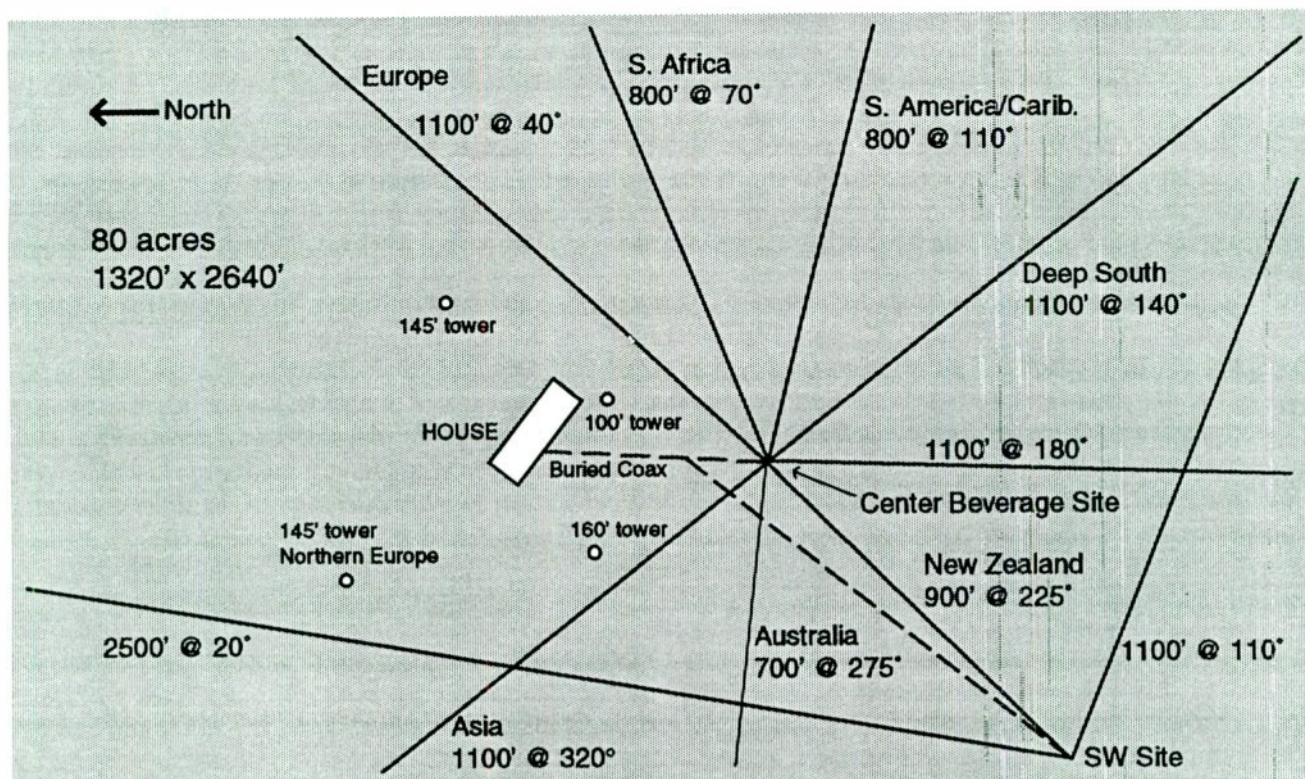 Europe
1100' @ 40°
S. Africa
800' @ 70°
S. America/Carib.
800' @ 110°
North
80 acres
1320' x 2640'
145' tower
Deep South
1100' @ 140°
100' tower
HOUSE
Buried Coax
1100' @ 180°
Center Beverage Site
145' tower
Northern Europe
160' tower
New Zealand
900' @ 225°
2500' @ 20°
Australia
700' @ 275°
1100' @ 110°
Asia
1100' @ 320°
SW Site